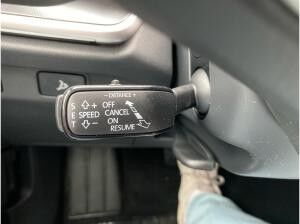 - DISTANCE +
S ⇧+ OFF
E SPEED CANCEL
T ⇩− ON
RESUME